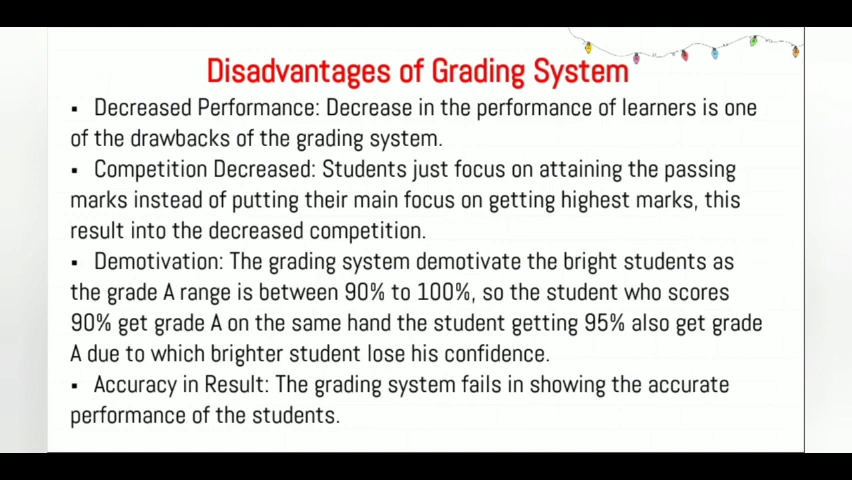 Disadvantages of Grading System
▪ Decreased Performance: Decrease in the performance of learners is one
of the drawbacks of the grading system.
▪ Competition Decreased: Students just focus on attaining the passing
marks instead of putting their main focus on getting highest marks, this
result into the decreased competition.
▪ Demotivation: The grading system demotivate the bright students as
the grade A range is between 90% to 100%, so the student who scores
90% get grade A on the same hand the student getting 95% also get grade
A due to which brighter student lose his confidence.
▪ Accuracy in Result: The grading system fails in showing the accurate
performance of the students.